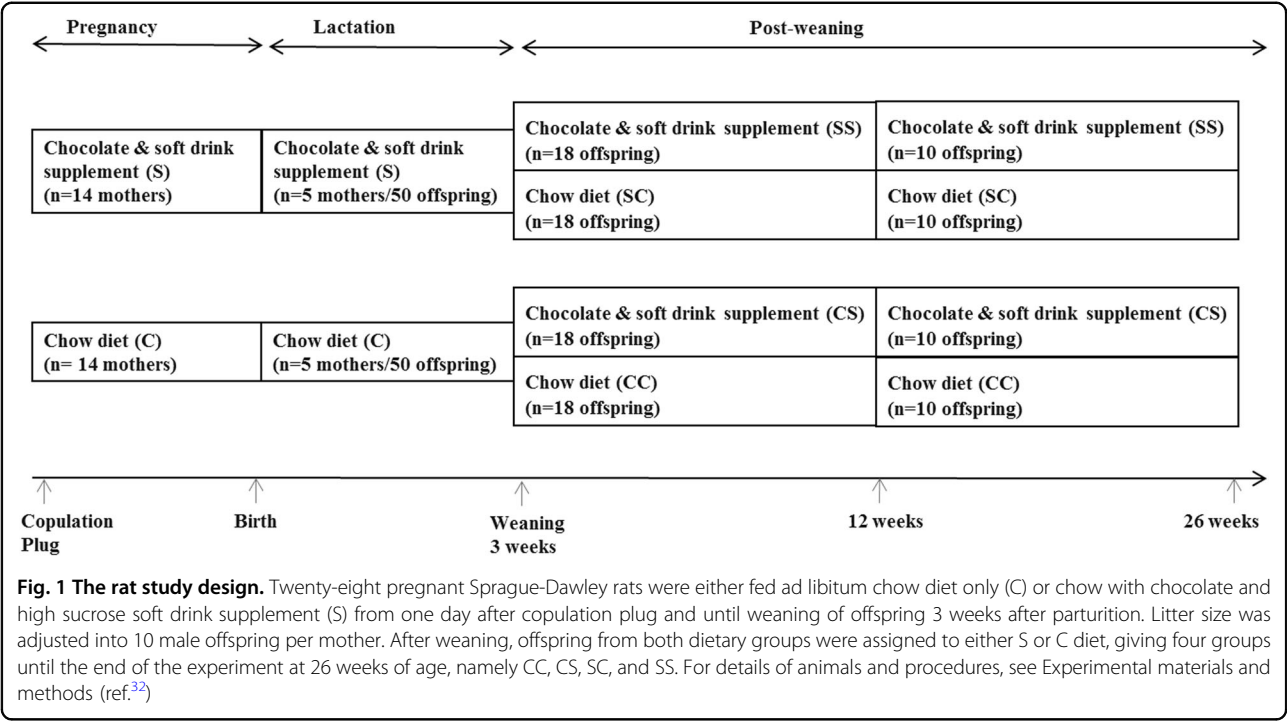 Pregnancy
Lactation
Post-weaning
Chocolate & soft drink
supplement (S)
(n=14 mothers)
Chocolate & soft drink
supplement (S)
(n=5 mothers/50 offspring)
Chocolate & soft drink supplement (SS)
(n=18 offspring)
Chocolate & soft drink supplement (SS)
(n=10 offspring)
Chow diet (SC)
(n=18 offspring)
Chow diet (SC)
(n=10 offspring)
Chow diet (C)
(n= 14 mothers)
Chow diet (C)
(n=5 mothers/50 offspring)
Chocolate & soft drink supplement (CS)
(n=18 offspring)
Chocolate & soft drink supplement (CS)
(n=10 offspring)
Chow diet (CC)
(n=18 offspring)
Chow diet (CC)
(n=10 offspring)
Copulation
Plug
Birth
Weaning
3 weeks
12 weeks
26 weeks
Fig. 1 The rat study design. Twenty-eight pregnant Sprague-Dawley rats were either fed ad libitum chow diet only (C) or chow with chocolate and
high sucrose soft drink supplement (S) from one day after copulation plug and until weaning of offspring 3 weeks after parturition. Litter size was
adjusted into 10 male offspring per mother. After weaning, offspring from both dietary groups were assigned to either S or C diet, giving four groups
until the end of the experiment at 26 weeks of age, namely CC, CS, SC, and SS. For details of animals and procedures, see Experimental materials and
methods (ref.32)